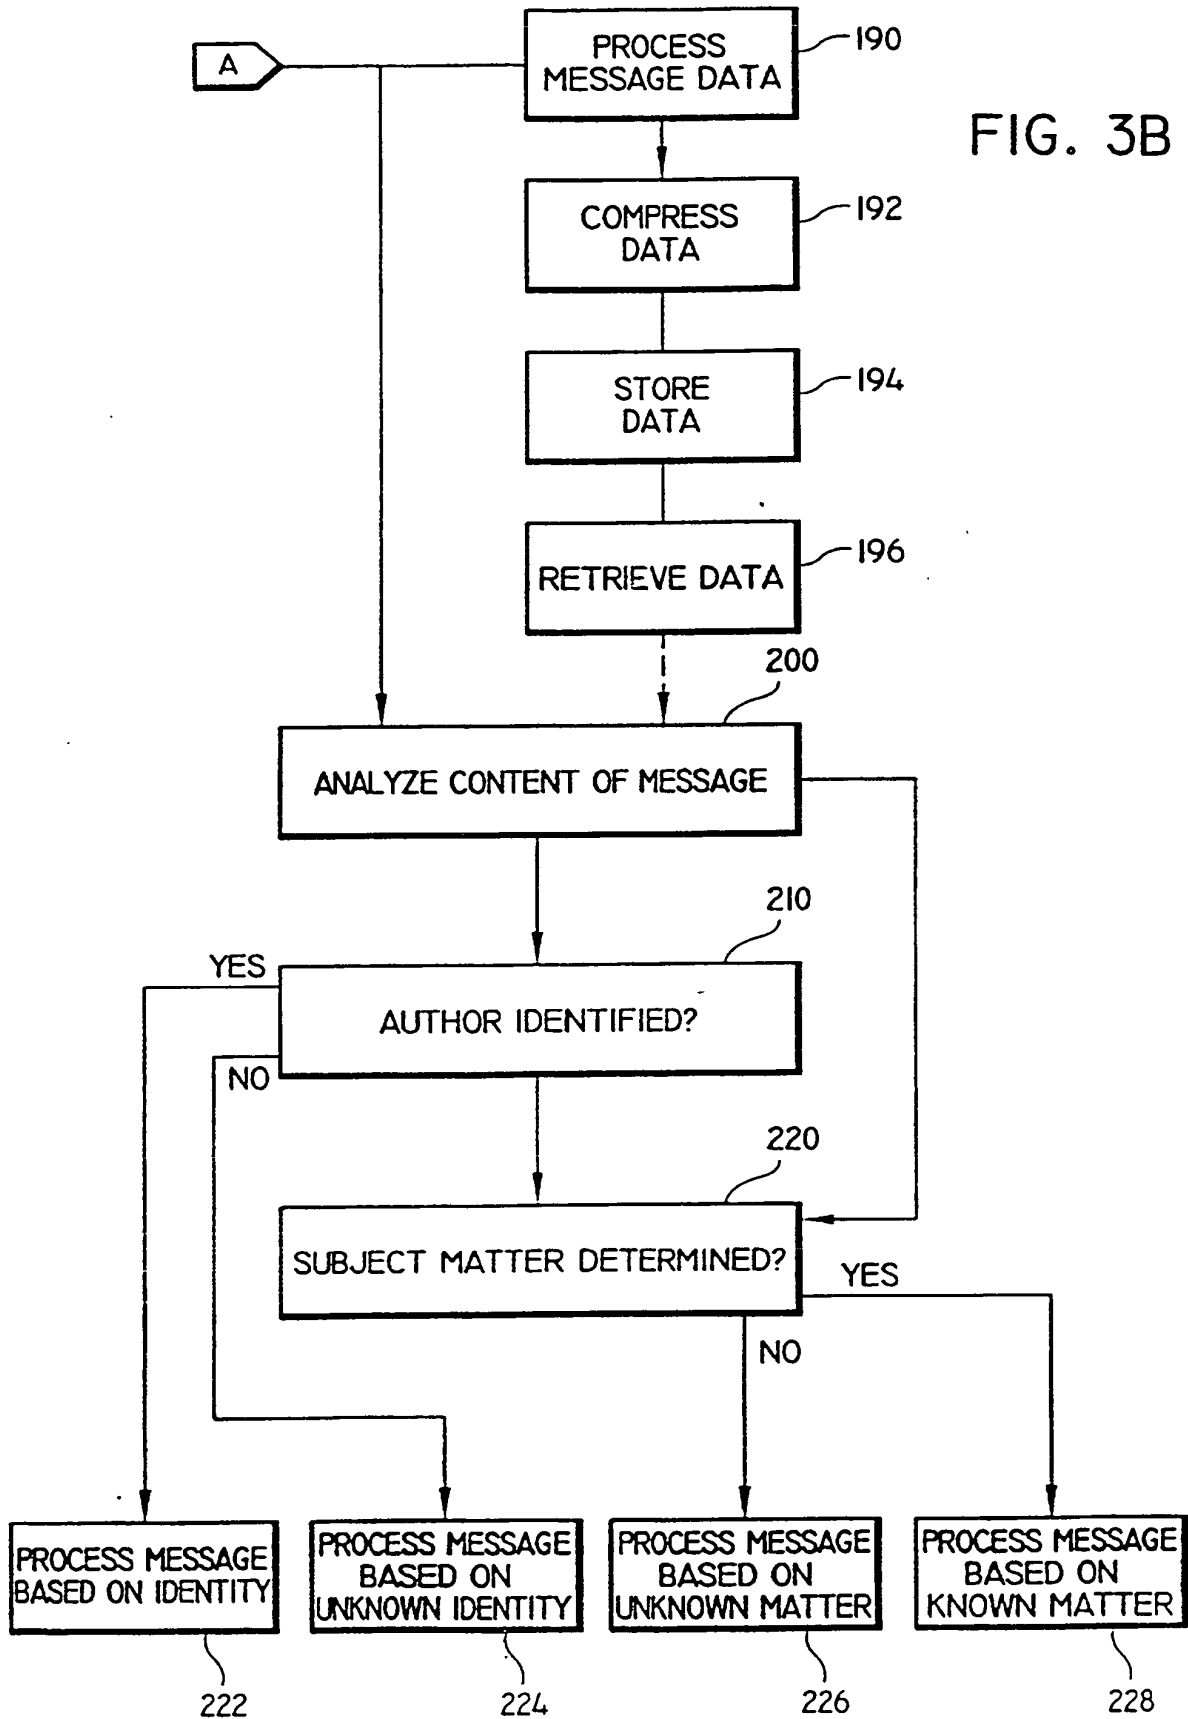 A
PROCESS
MESSAGE DATA
190
FIG. 3B
COMPRESS
DATA
192
STORE
DATA
194
RETRIEVE DATA
196
200
ANALYZE CONTENT OF MESSAGE
210
YES
AUTHOR IDENTIFIED?
NO
220
SUBJECT MATTER DETERMINED?
YES
NO
PROCESS MESSAGE
BASED ON IDENTITY
PROCESS MESSAGE
BASED ON
UNKNOWN IDENTITY
PROCESS MESSAGE
BASED ON
UNKNOWN MATTER
PROCESS MESSAGE
BASED ON
KNOWN MATTER
222
224
226
228